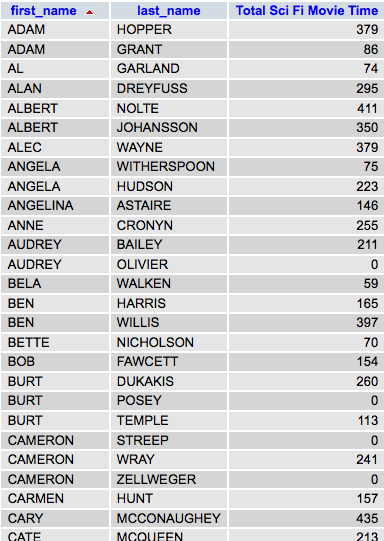 first_name last_name Total Sci Fi Movie Time
ADAM HOPPER 379
ADAM GRANT 86
AL GARLAND 74
ALAN DREYFUSS 295
ALBERT NOLTE 411
ALBERT JOHANSSON 350
ALEC WAYNE 379
ANGELA WITHERSPOON 75
ANGELA HUDSON 223
ANGELINA ASTAIRE 146
ANNE CRONYN 255
AUDREY BAILEY 211
AUDREY OLIVIER 0
BELA WALKEN 59
BEN HARRIS 165
BEN WILLIS 397
BETTE NICHOLSON 70
BOB FAWCETT 154
BURT DUKAKIS 260
BURT POSEY 0
BURT TEMPLE 113
CAMERON STREEP 0
CAMERON WRAY 241
CAMERON ZELLWEGER 0
CARMEN HUNT 157
CARY MCCONAUGHEY 435
CATE MCQUEEN 213